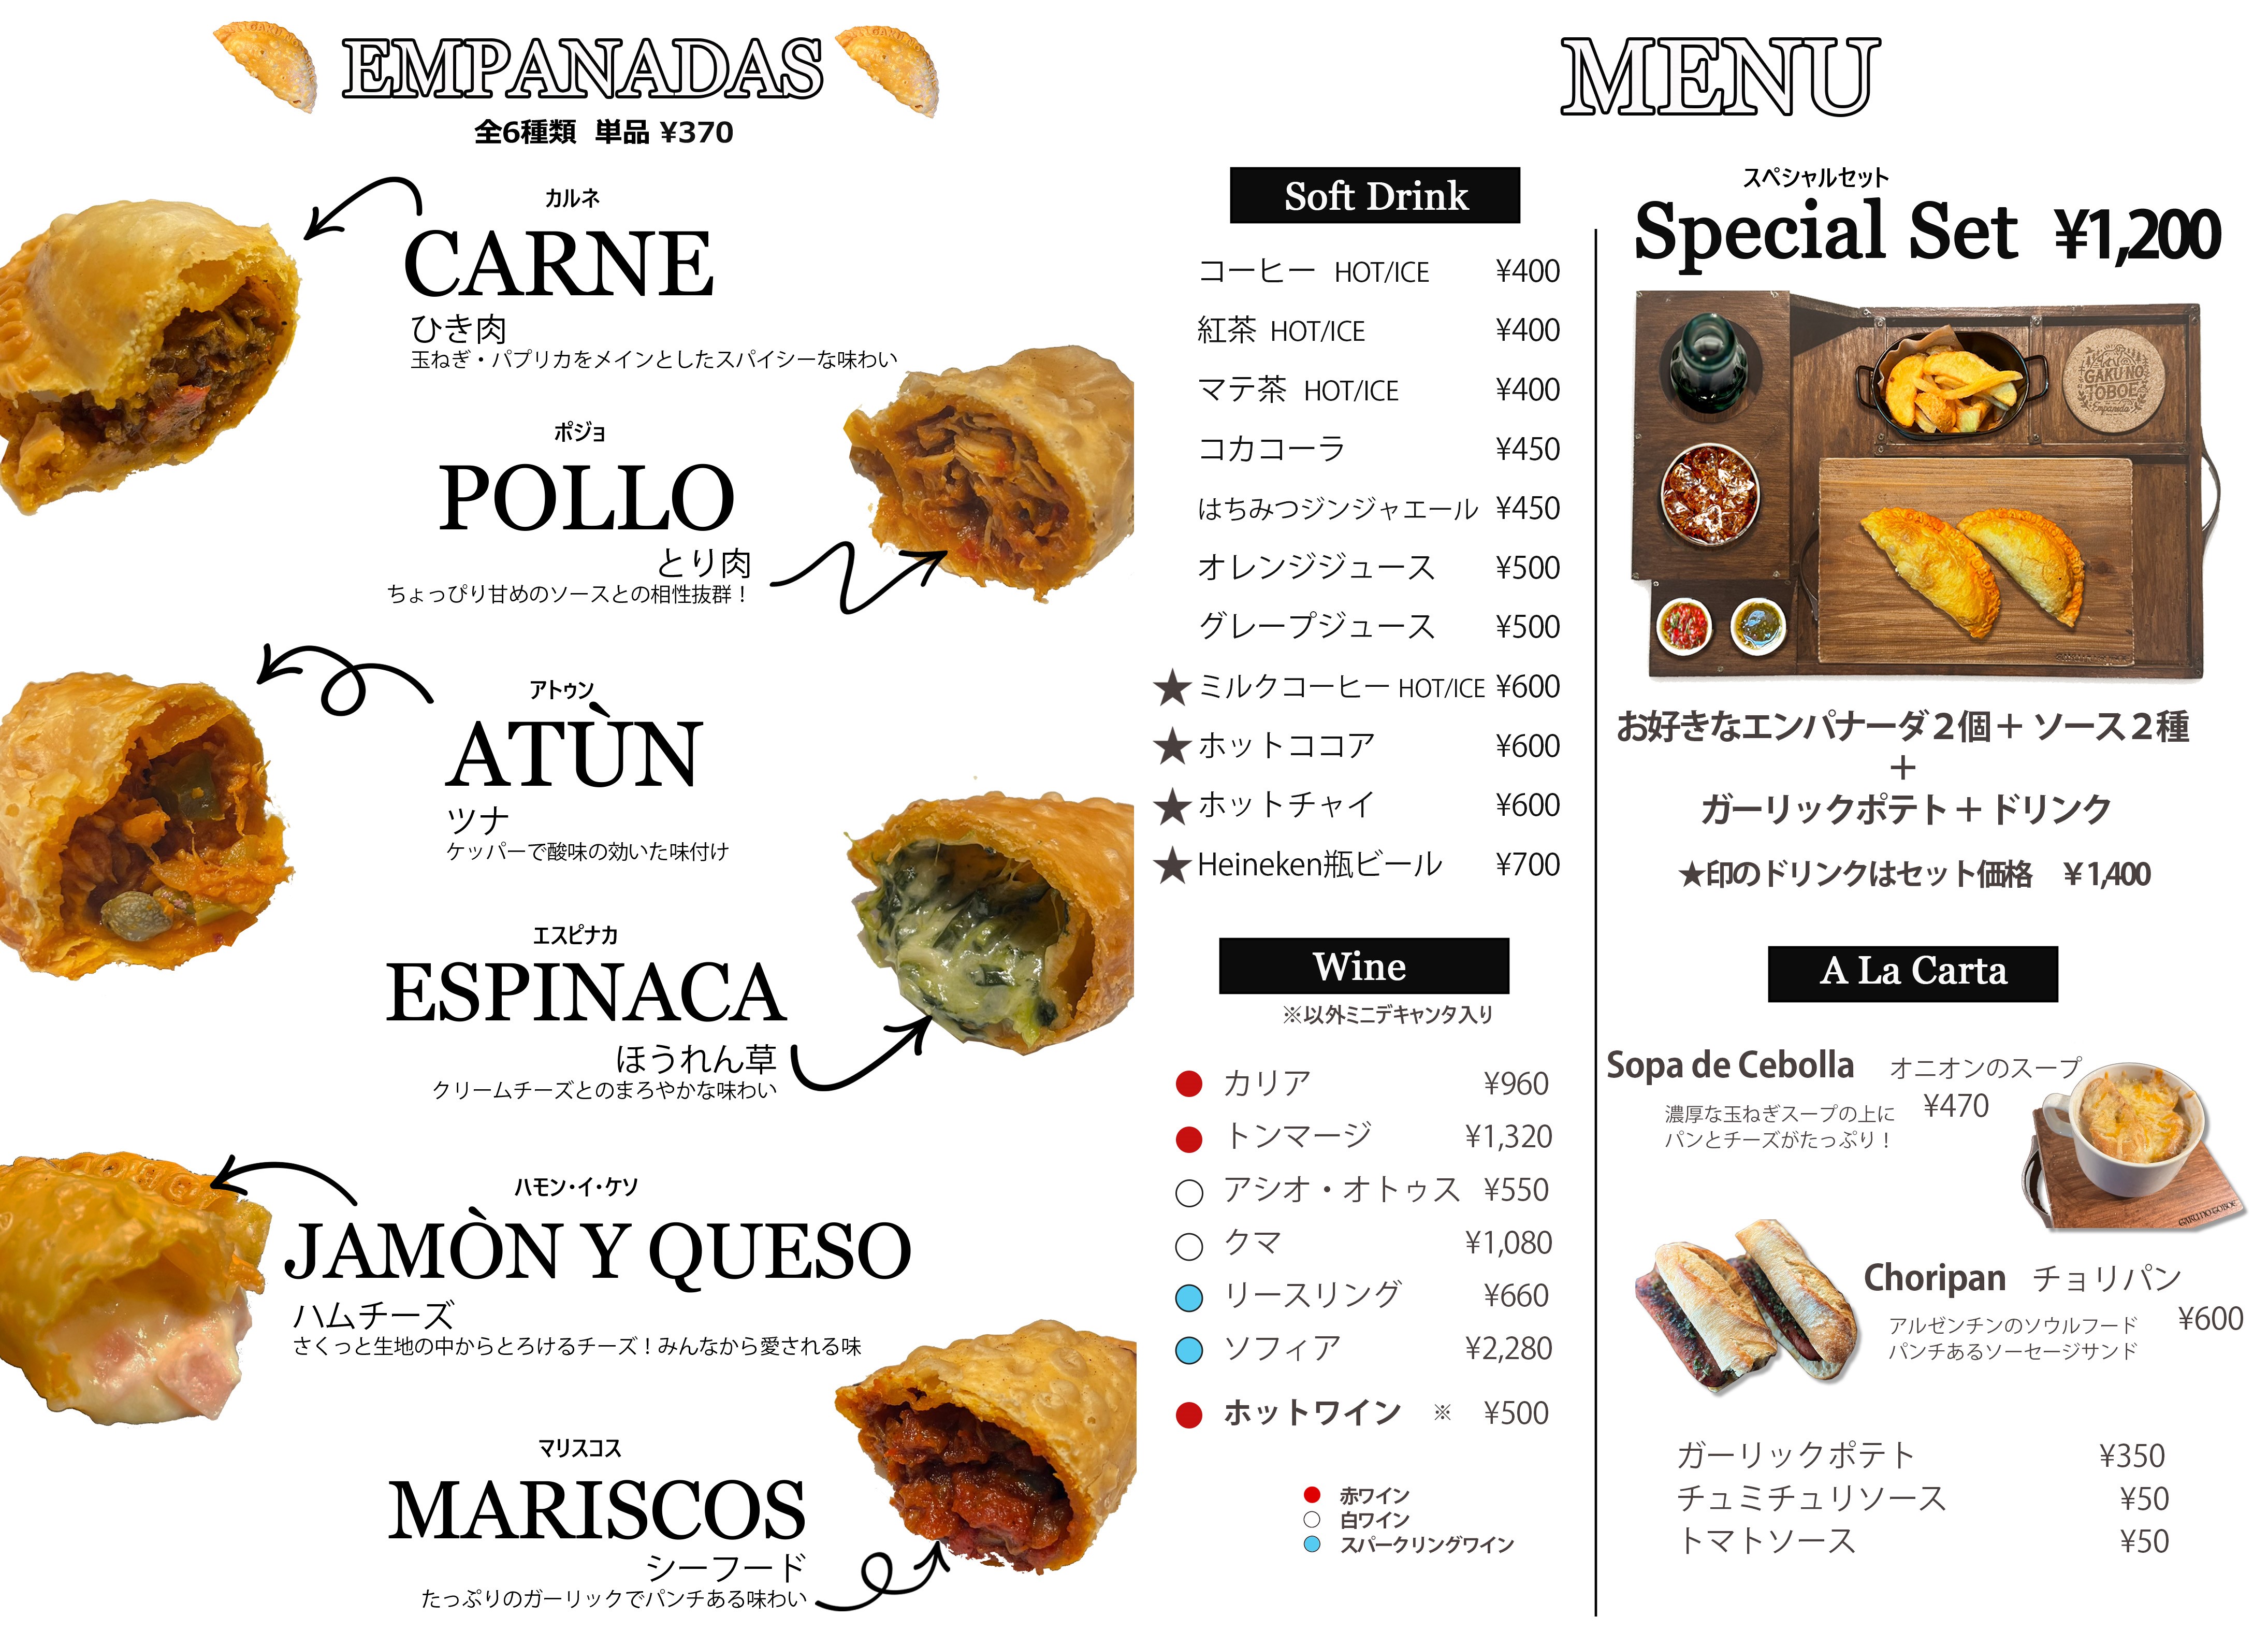 EMPANADAS
全6種類 単品 ¥370
カルネ
CARNE
ひき肉
玉ねぎ・パプリカをメインとしたスパイシーな味わい
ポジョ
POLLO
とり肉
ちょっぴり甘めのソースとの相性抜群！
アトゥン
ATÙN
ツナ
ケッパーで酸味の効いた味付け
エスピナカ
ESPINACA
ほうれん草
クリームチーズとのまろやかな味わい
ハモン・イ・ケソ
JAMÒN Y QUESO
ハムチーズ
さくっと生地の中からとろけるチーズ！みんなから愛される味
マリスコス
MARISCOS
シーフード
たっぷりのガーリックでパンチある味わい
MENU
Soft Drink
コーヒー HOT/ICE ¥400
紅茶 HOT/ICE ¥400
マテ茶 HOT/ICE ¥400
コカコーラ ¥450
はちみつジンジャエール ¥450
オレンジジュース ¥500
グレープジュース ¥500
★ミルクコーヒー HOT/ICE ¥600
★ホットココア ¥600
★ホットチャイ ¥600
★Heineken瓶ビール ¥700
Wine
※以外ミニデキャンタ入り
カリア ¥960
トンマージ ¥1,320
アシオ・オトゥス ¥550
クマ ¥1,080
リースリング ¥660
ソフィア ¥2,280
ホットワイン ※ ¥500
赤ワイン
白ワイン
スパークリングワイン
スペシャルセット
Special Set ¥1,200
GAKU NO
TOBOE
Empanada
お好きなエンパナーダ２個＋ソース２種
＋
ガーリックポテト＋ドリンク
★印のドリンクはセット価格 ¥1,400
A La Carta
Sopa de Cebolla オニオンのスープ
¥470
濃厚な玉ねぎスープの上に
パンとチーズがたっぷり！
GAKU NO TOBOE
Choripan チョリパン
¥600
アルゼンチンのソウルフード
パンチあるソーセージサンド
ガーリックポテト ¥350
チュミチュリソース ¥50
トマトソース ¥50